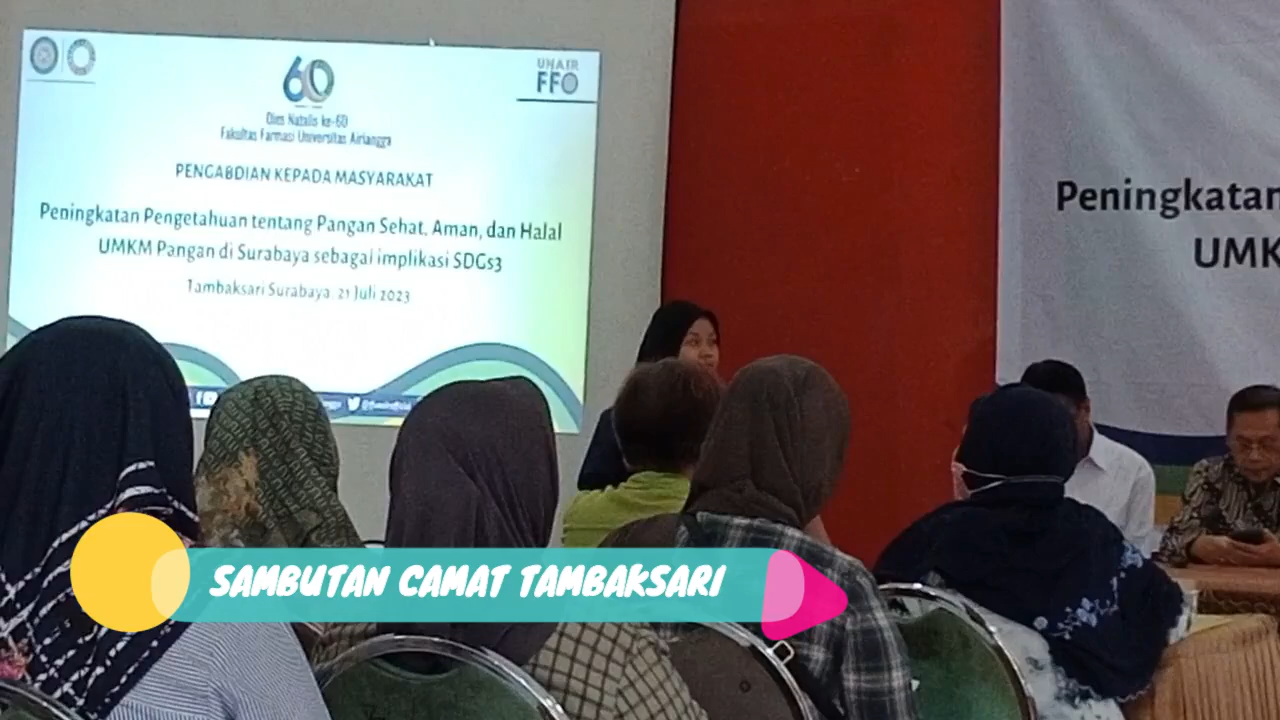 60
Dies Natalis ke-60
Fakultas Farmasi Universitas Airlangga
UNAIR
FFO
PENGABDIAN KEPADA MASYARAKAT
Peningkatan Pengetahuan tentang Pangan Sehat, Aman, dan Halal
UMKM Pangan di Surabaya sebagai implikasi SDGs3
Tambaksari Surabaya, 21 Juli 2023
Peningkatan
UMK
SAMBUTAN CAMAT TAMBAKSARI